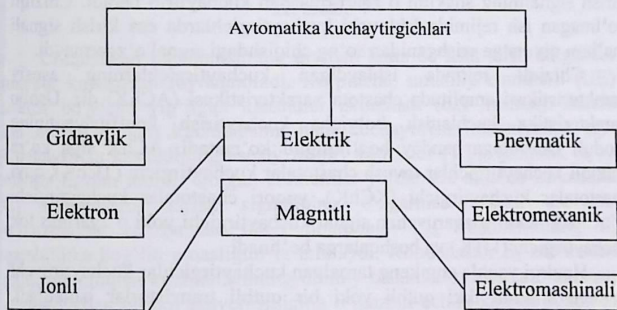 Avtomatika kuchaytirgichlari
Gidravlik
Elektrik
Pnevmatik
Elektron
Magnitli
Elektromexanik
Ionli
Elektromashinali